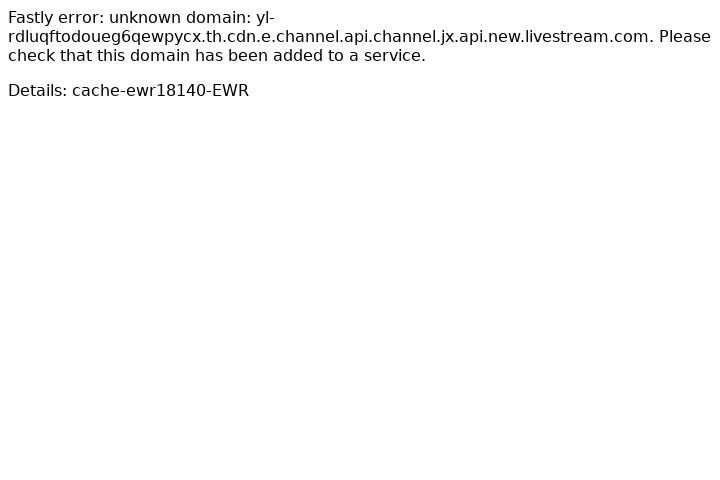 Fastly error: unknown domain: yl-
rdluqftodoueg6qewpycx.th.cdn.e.channel.api.channel.jx.api.new.livestream.com. Please
check that this domain has been added to a service.
Details: cache-ewr18140-EWR